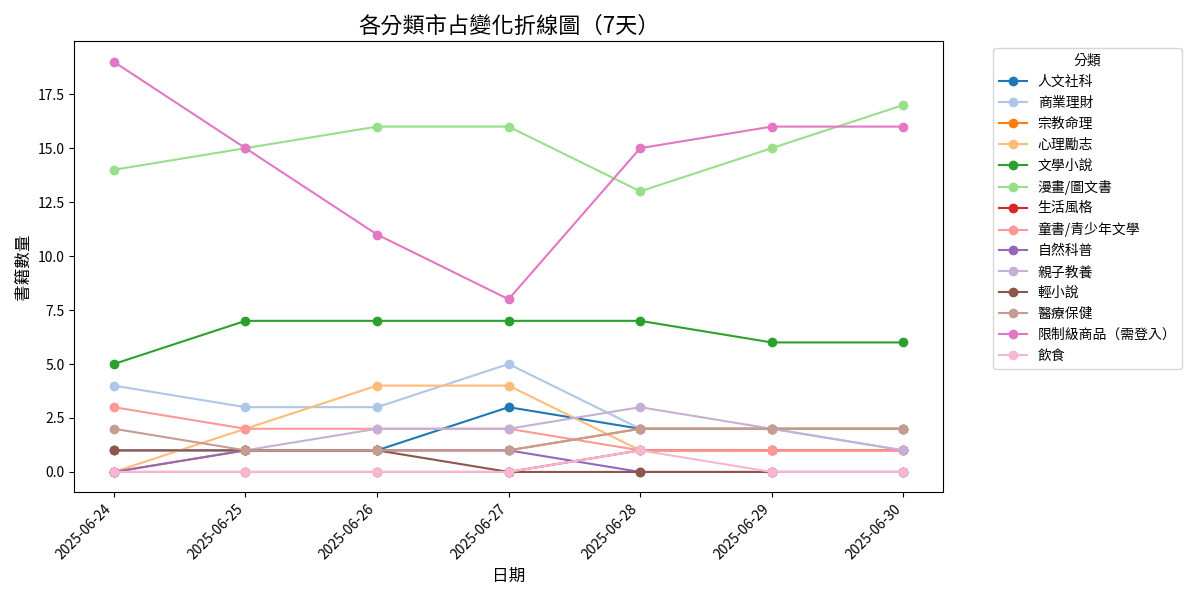 各分類市占變化折線圖（7天）
書籍數量
17.5
15.0
12.5
10.0
7.5
5.0
2.5
0.0
2025-06-24
2025-06-25
2025-06-26
2025-06-27
2025-06-28
2025-06-29
2025-06-30
日期
分類
人文社科
商業理財
宗教命理
心理勵志
文學小說
漫畫/圖文書
生活風格
童書/青少年文學
自然科普
親子教養
輕小說
醫療保健
限制級商品（需登入）
飲食